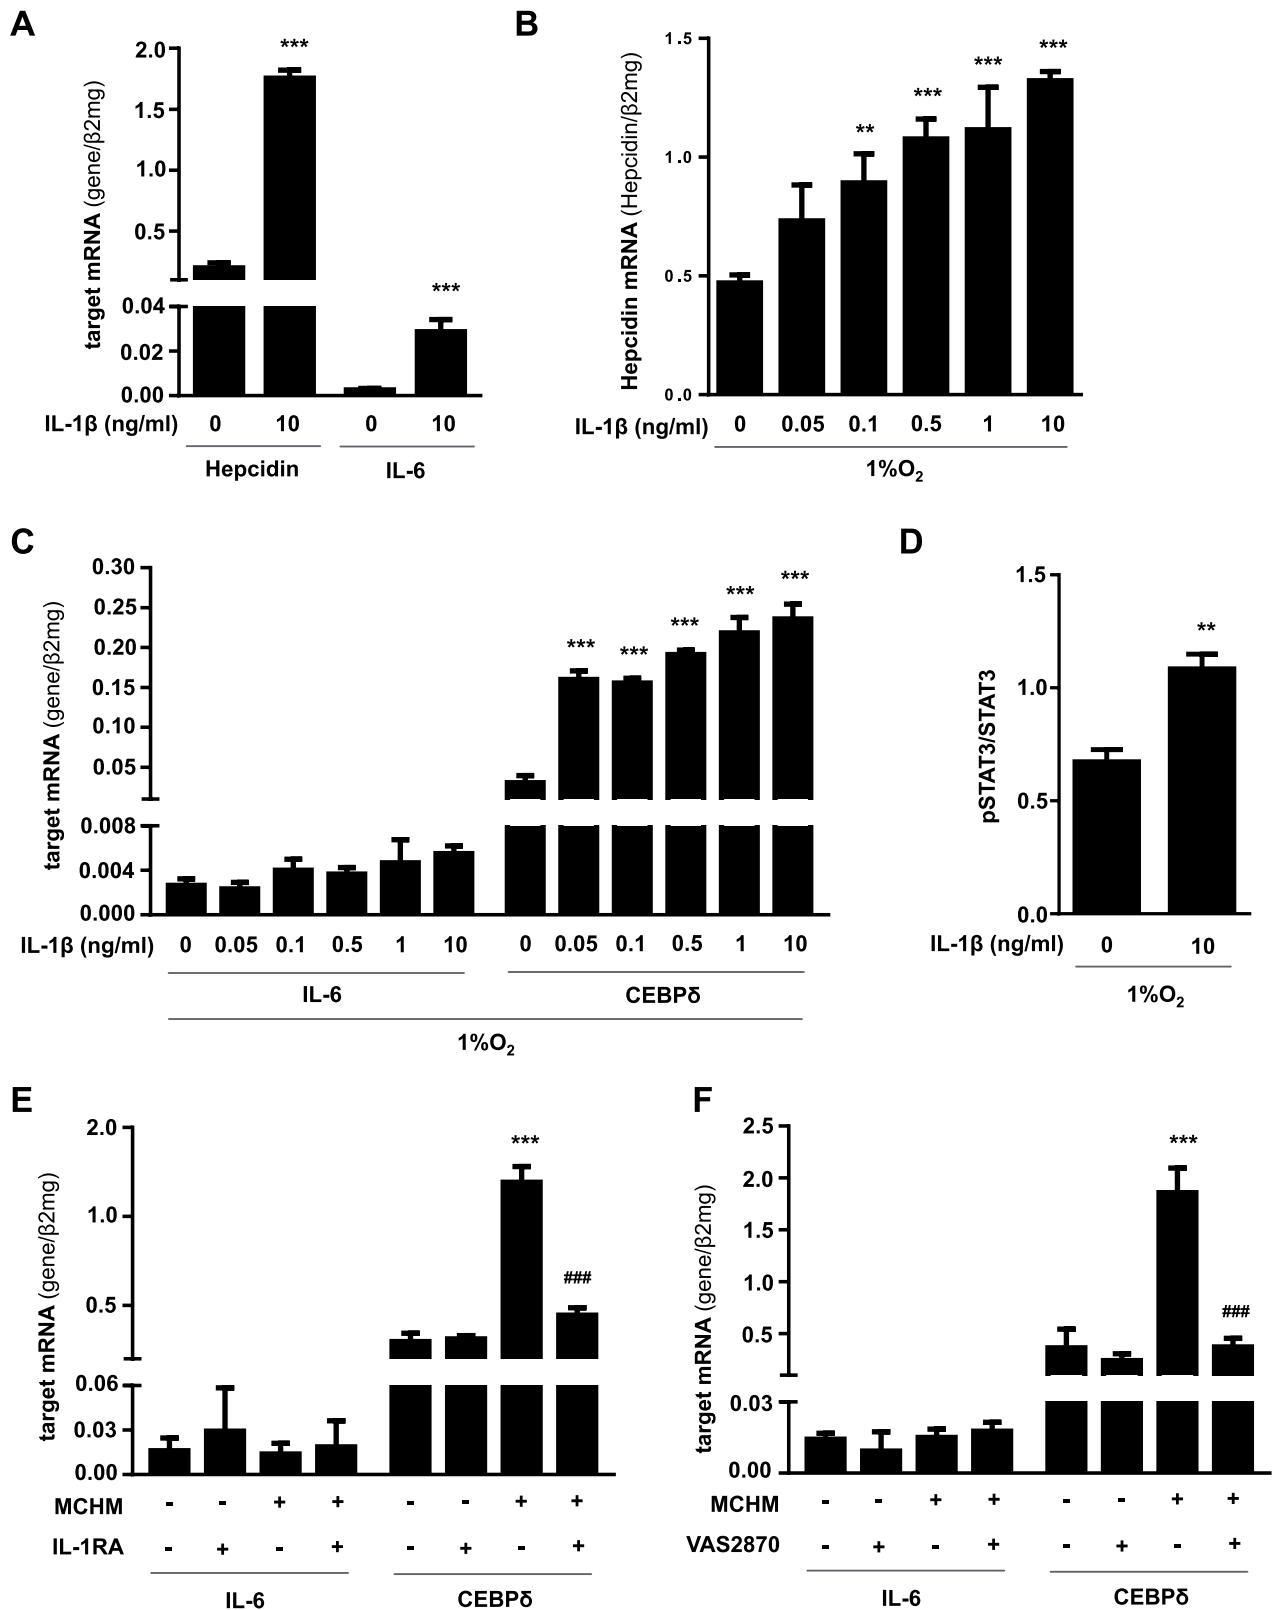 A
target mRNA (gene/β2mg)
2.0
1.5
1.0
0.5
0.04
0.02
0.00
***
***
IL-1β (ng/ml) 0 10 0 10
Hepcidin IL-6
B
Hepcidin mRNA (Hepcidin/β2mg)
1.5
1.0
0.5
0.0
** *** *** ***
IL-1β (ng/ml) 0 0.05 0.1 0.5 1 10
1%O₂
C
target mRNA (gene/β2mg)
0.30
0.25
0.20
0.15
0.10
0.05
0.008
0.004
0.000
*** *** *** *** ***
IL-1β (ng/ml) 0 0.05 0.1 0.5 1 10 0 0.05 0.1 0.5 1 10
IL-6 CEBPδ
1%O₂
D
pSTAT3/STAT3
1.5
1.0
0.5
0.0
**
IL-1β (ng/ml) 0 10
1%O₂
E
target mRNA (gene/β2mg)
2.0
1.0
0.5
0.06
0.03
0.00
***
###
MCHM - - + + - - + +
IL-1RA - + - + - + - +
IL-6 CEBPδ
F
target mRNA (gene/β2mg)
2.5
2.0
1.5
1.0
0.5
0.03
0.00
***
###
MCHM - - + + - - + +
VAS2870 - + - + - + - +
IL-6 CEBPδ